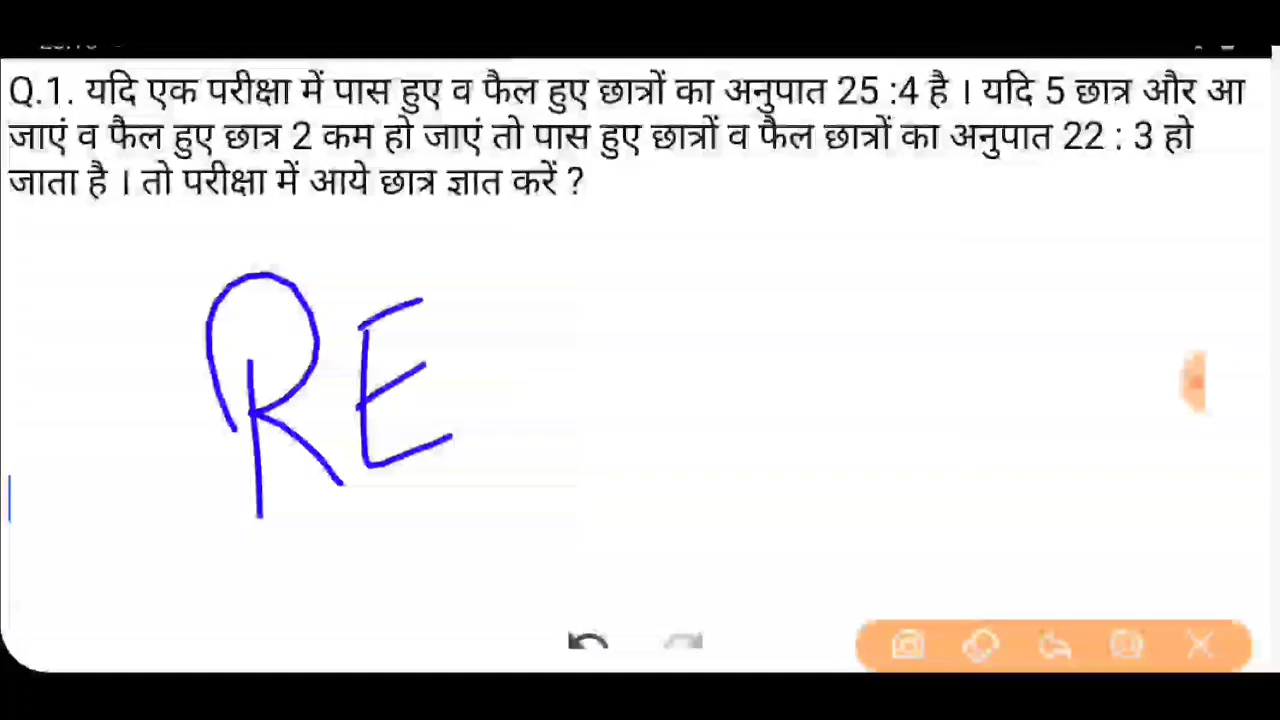 Q.1. यदि एक परीक्षा में पास हुए व फैल हुए छात्रों का अनुपात 25 :4 है । यदि 5 छात्र और आ
जाएं व फैल हुए छात्र 2 कम हो जाएं तो पास हुए छात्रों व फैल छात्रों का अनुपात 22 : 3 हो
जाता है । तो परीक्षा में आये छात्र ज्ञात करें ?
RE